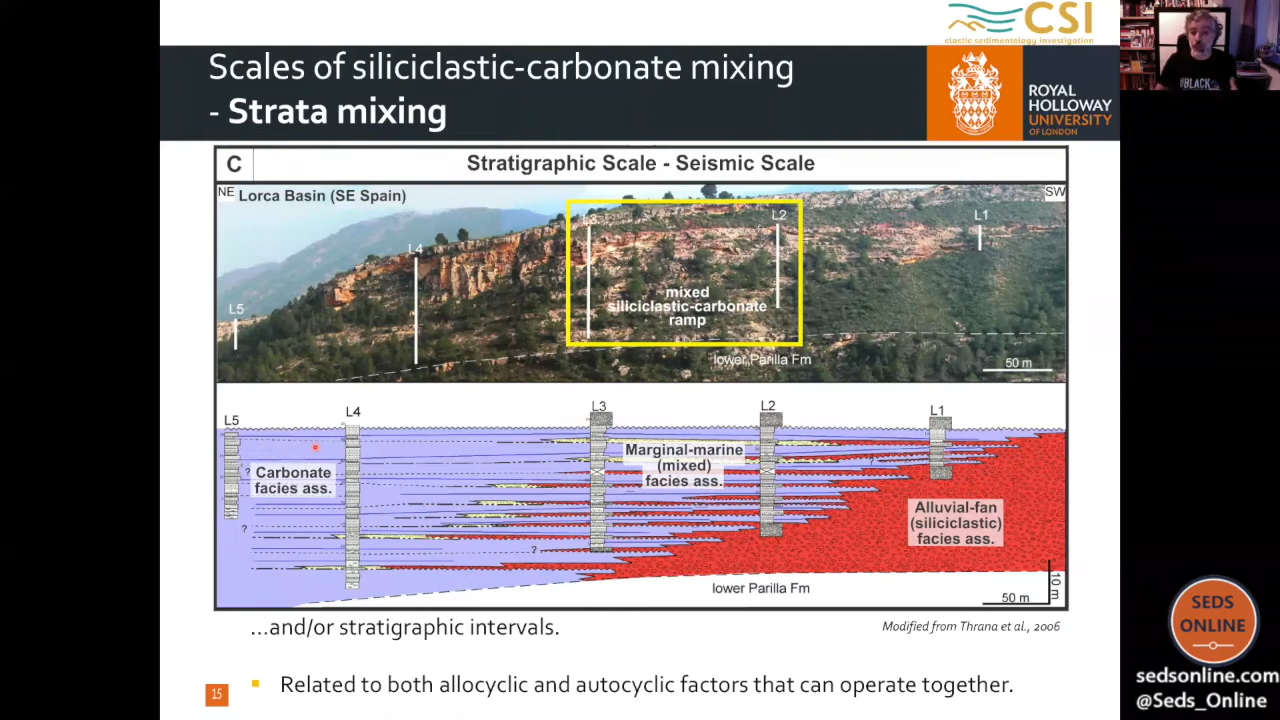 CSI
clastic sedimentology investigation
Scales of siliciclastic-carbonate mixing
- Strata mixing
ROYAL
HOLLOWAY
UNIVERSITY
OF LONDON
#BLACK
C
Stratigraphic Scale - Seismic Scale
NE
Lorca Basin (SE Spain)
SW
L5
L4
L3
L2
L1
mixed
siliciclastic-carbonate
ramp
lower Parilla Fm
50 m
L5
L4
L3
L2
L1
Carbonate
facies ass.
Marginal-marine
(mixed)
facies ass.
Alluvial-fan
(siliciclastic)
facies ass.
?
?
?
?
lower Parilla Fm
50 m
10 m
...and/or stratigraphic intervals.
Modified from Thrana et al., 2006
15
Related to both allocyclic and autocyclic factors that can operate together.
SEDS
ONLINE
sedsonline.com
@Seds_Online